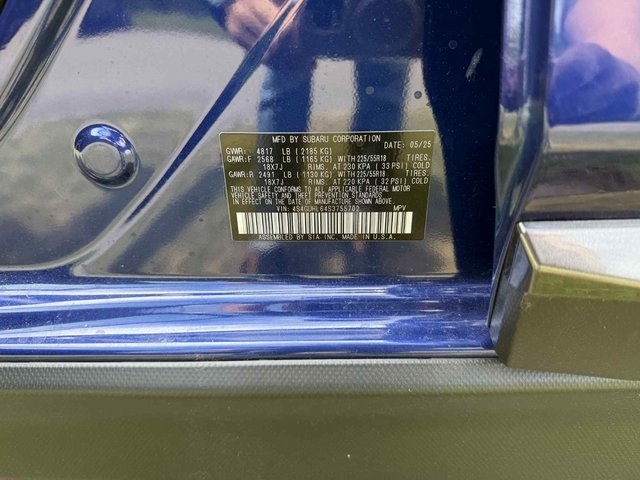 MFD BY SUBARU CORPORATION DATE: 05/25
GVWR: 4817 LB (2185 KG)
GAWR:F 2568 LB (1165 KG) WITH 225/55R18 TIRES.
18X7J RIMS AT 230 KPA (33 PSI) COLD
GAWR:R 2491 LB (1130 KG) WITH 225/55R18 TIRES.
18X7J RIMS AT 220 KPA (32 PSI) COLD
THIS VEHICLE CONFORMS TO ALL APPLICABLE FEDERAL MOTOR
VEHICLE SAFETY AND THEFT PREVENTION STANDARDS
IN EFFECT ON THE DATE OF MANUFACTURE SHOWN ABOVE.
VIN: 4S4GUHL64S3755709 MPV
ASSEMBLED BY SIA INC. MADE IN U.S.A.